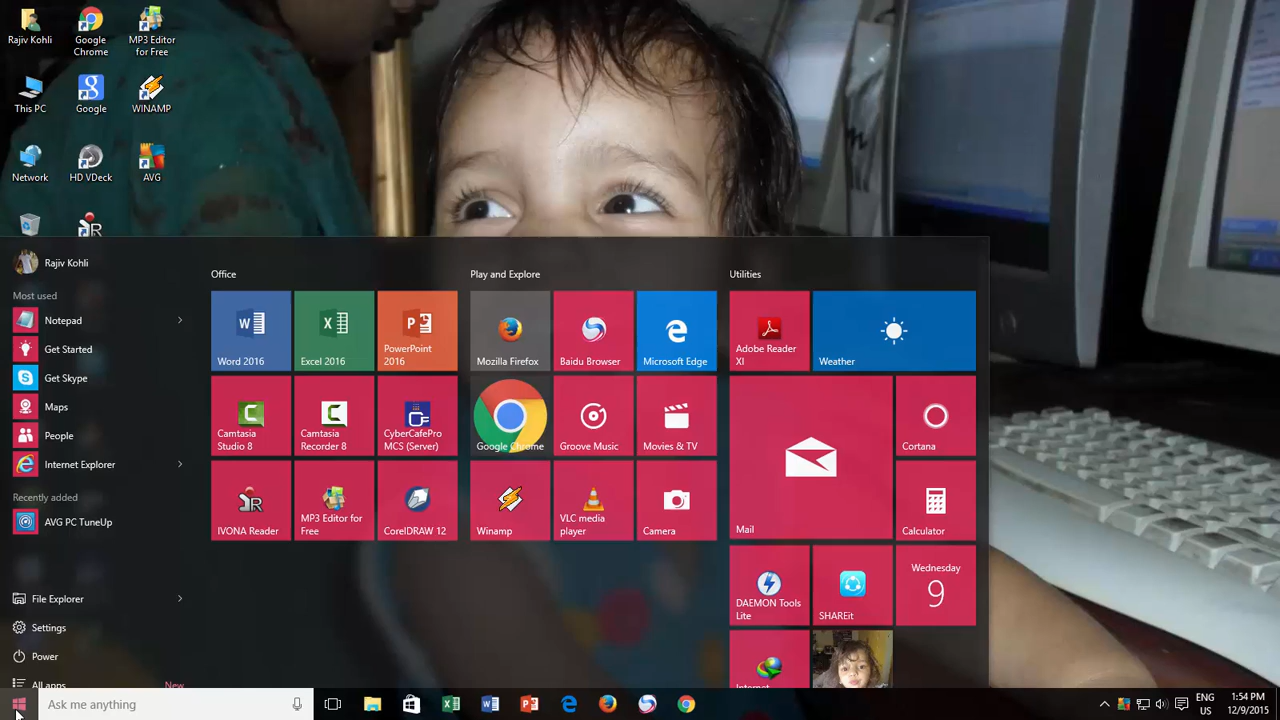 Rajiv Kohli
Google
Chrome
MP3 Editor
for Free
This PC
Google
WINAMP
Network
HD VDeck
AVG
Rajiv Kohli
Most used
Notepad
Get Started
Get Skype
Maps
People
Internet Explorer
Recently added
AVG PC TuneUp
File Explorer
Settings
Power
All apps
New
Office
Word 2016
Excel 2016
PowerPoint
2016
Camtasia
Studio 8
Camtasia
Recorder 8
CyberCafePro
MCS (Server)
IVONA Reader
MP3 Editor for
Free
CorelDRAW 12
Play and Explore
Mozilla Firefox
Baidu Browser
Microsoft Edge
Google Chrome
Groove Music
Movies & TV
Winamp
VLC media
player
Camera
Utilities
Adobe Reader
XI
Weather
Mail
Cortana
Calculator
DAEMON Tools
Lite
SHAREit
Wednesday
9
Internet
Ask me anything
ENG
US
1:54 PM
12/9/2015